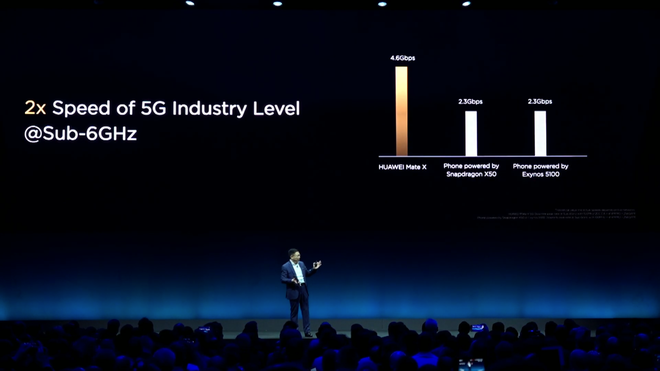 2x Speed of 5G Industry Level
@Sub-6GHz
4.6Gbps
2.3Gbps
2.3Gbps
HUAWEI Mate X
Phone powered by
Snapdragon X50
Phone powered by
Exynos 5100